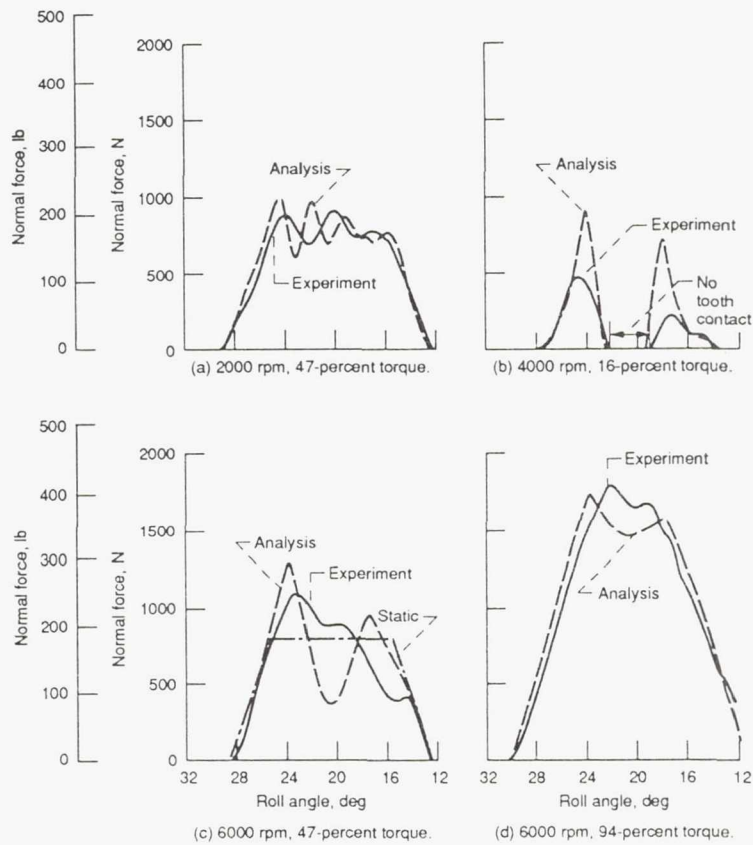 500
400
300
200
100
0
Normal force, lb
2000
1500
1000
500
0
Normal force, N
Analysis
Experiment
(a) 2000 rpm, 47-percent torque.
Analysis
Experiment
No
tooth
contact
(b) 4000 rpm, 16-percent torque.
500
400
300
200
100
0
Normal force, lb
2000
1500
1000
500
0
Normal force, N
Analysis
Experiment
Static
32 28 24 20 16 12
Roll angle, deg
(c) 6000 rpm, 47-percent torque.
Experiment
Analysis
32 28 24 20 16 12
Roll angle, deg
(d) 6000 rpm, 94-percent torque.